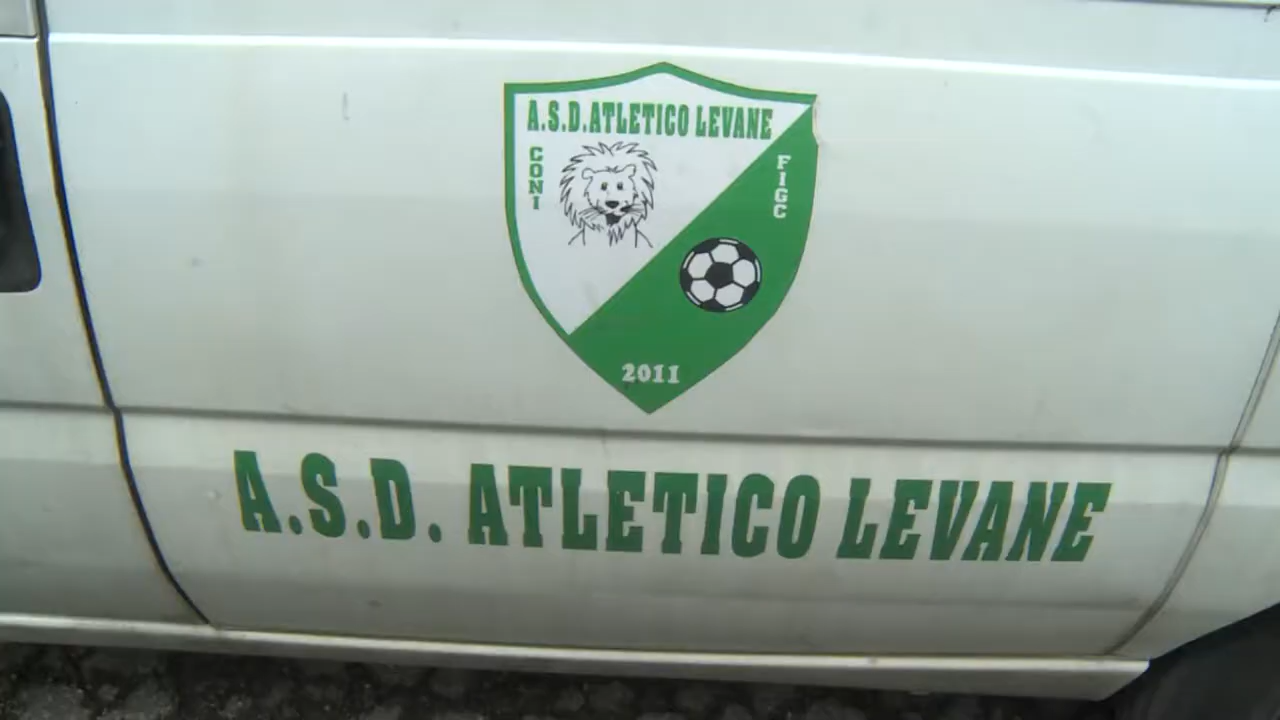 A.S.D.ATLETICO LEVANE
CONI
FIGC
2011
A.S.D. ATLETICO LEVANE